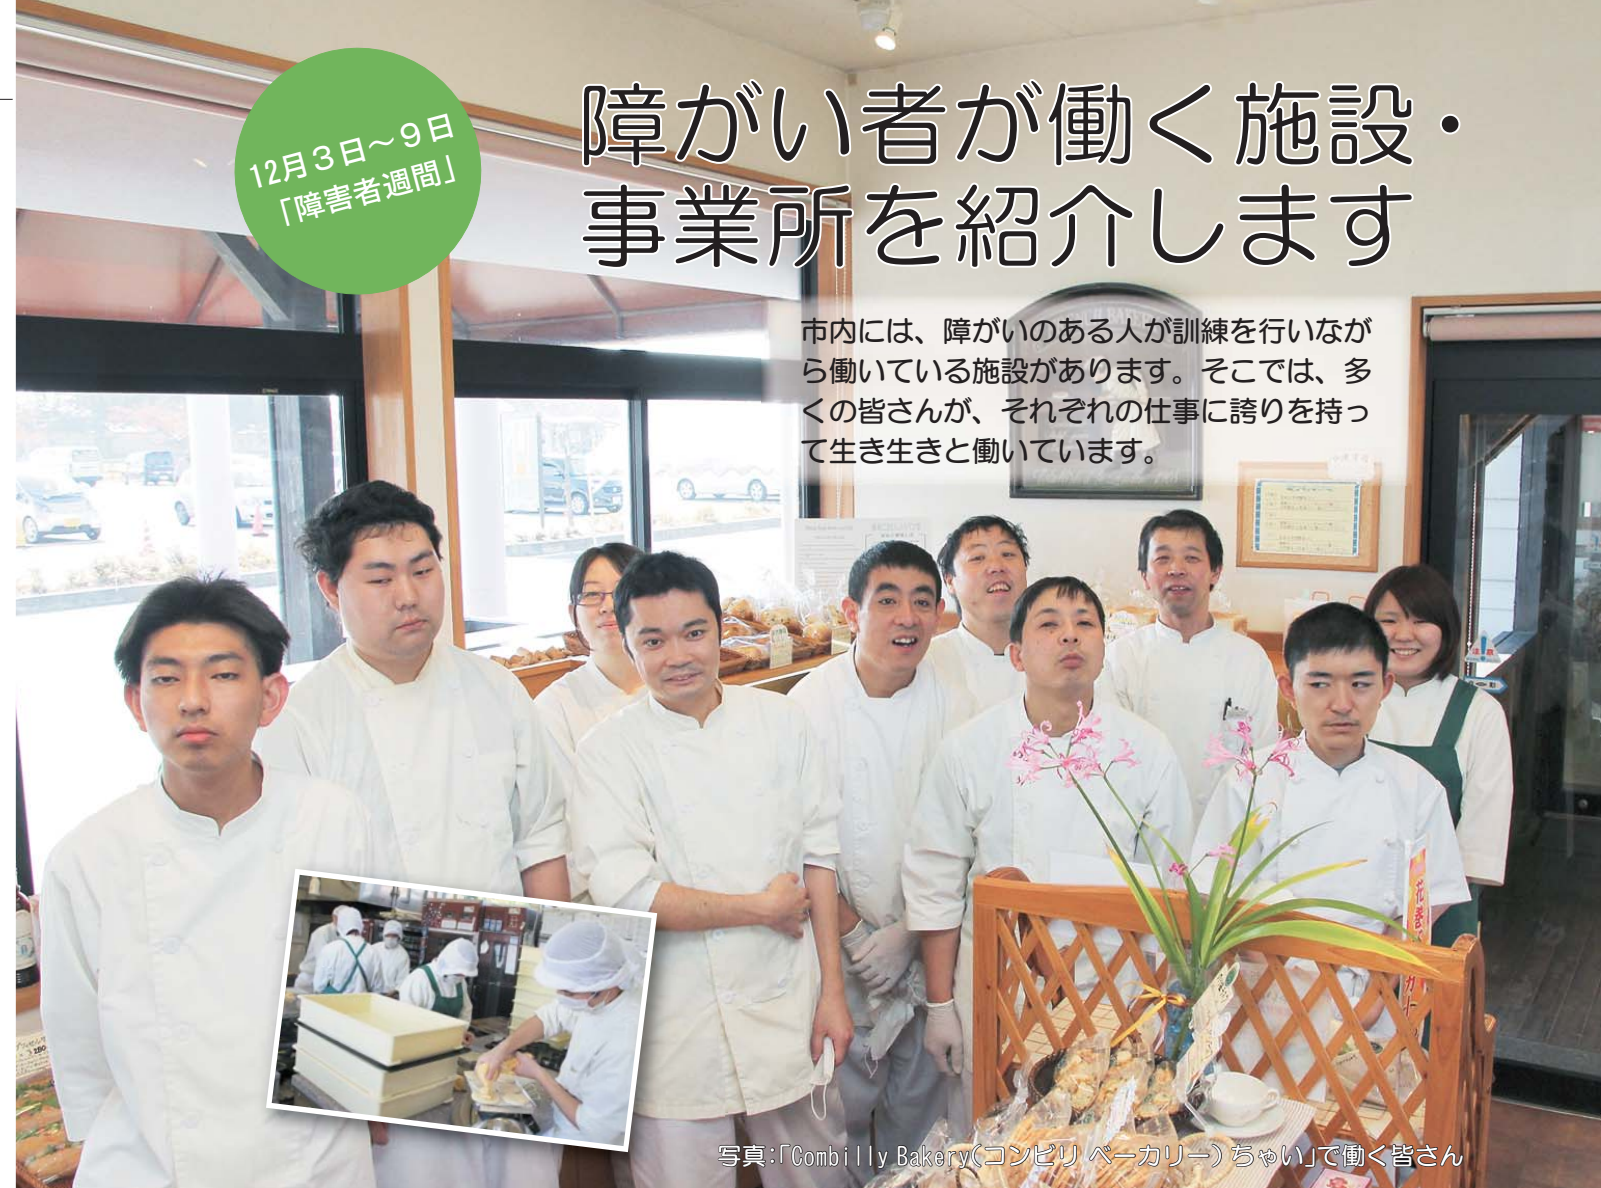 12月3日～9日
「障害者週間」
障がい者が働く施設・
事業所を紹介します
市内には、障がいのある人が訓練を行いなが
ら働いている施設があります。そこでは、多
くの皆さんが、それぞれの仕事に誇りを持っ
て生き生きと働いています。
注意
写真：「Combilly Bakery（コンビリ ベーカリー）ちゃい」で働く皆さん